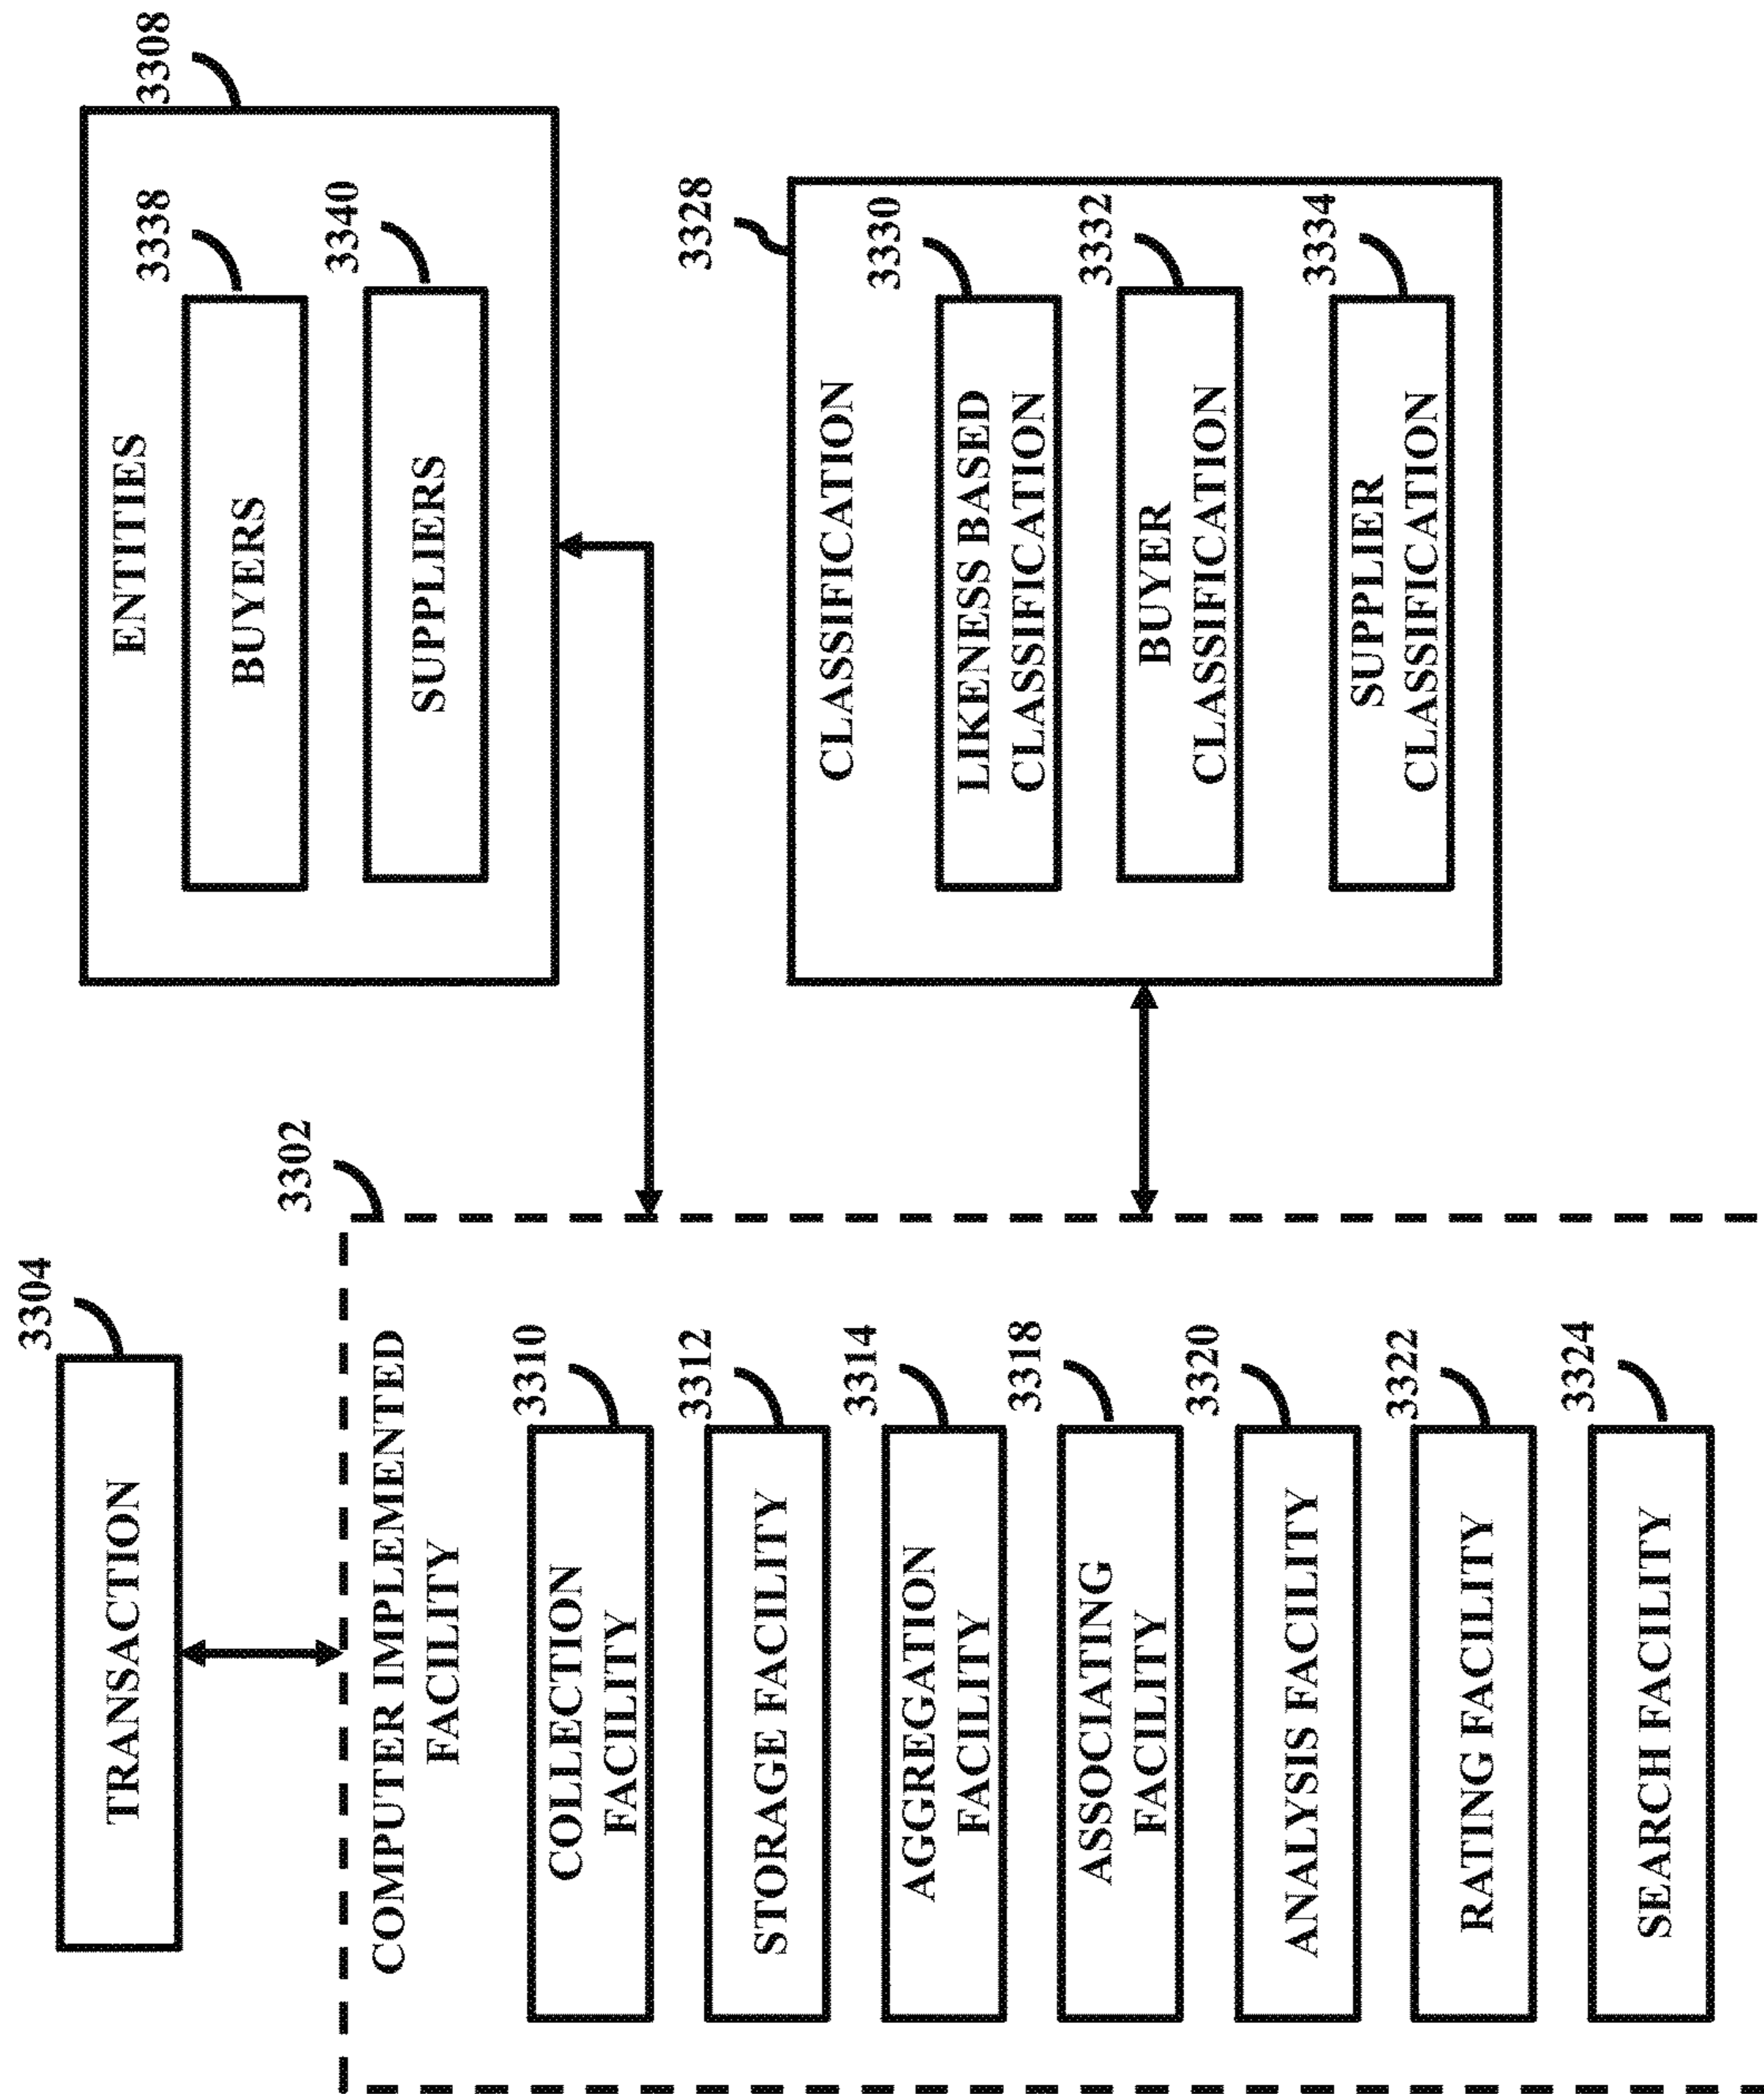 3304
TRANSACTION
3302
COMPUTER IMPLEMENTED
FACILITY
3310
COLLECTION
FACILITY
3312
STORAGE FACILITY
3314
AGGREGATION
FACILITY
3318
ASSOCIATING
FACILITY
3320
ANALYSIS FACILITY
3322
RATING FACILITY
3324
SEARCH FACILITY
3308
ENTITIES
3338
BUYERS
3340
SUPPLIERS
3328
CLASSIFICATION
3330
LIKENESS BASED
CLASSIFICATION
3332
BUYER
CLASSIFICATION
3334
SUPPLIER
CLASSIFICATION